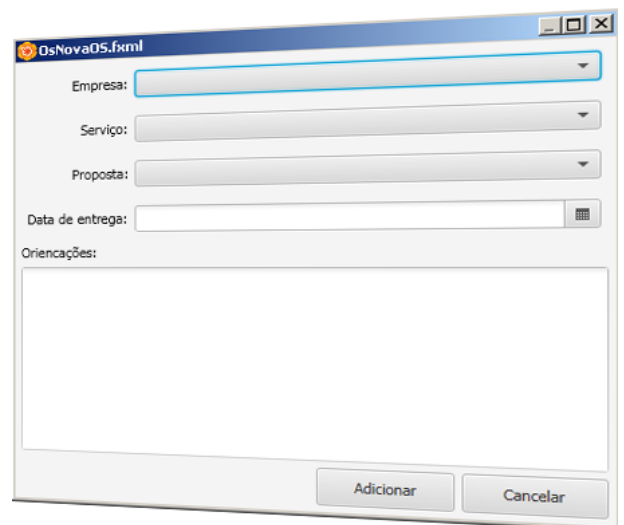 OsNovaOS.fxml
Empresa:
Serviço:
Proposta:
Data de entrega:
Oriencações:
Adicionar
Cancelar